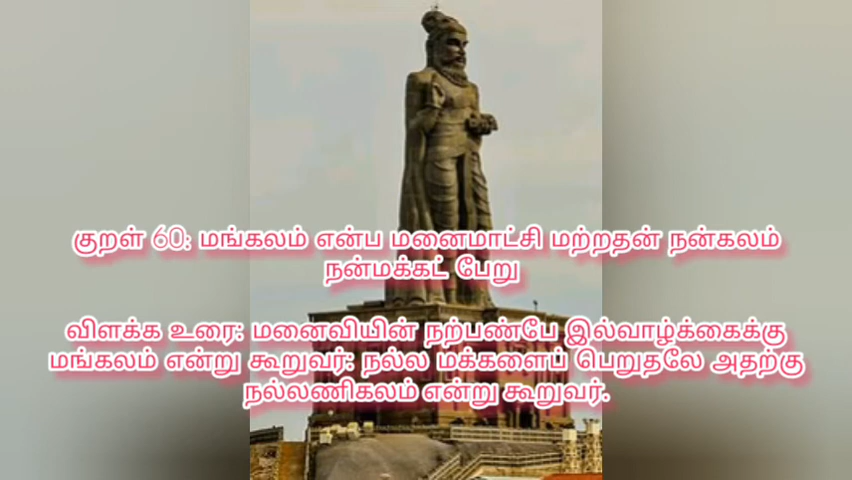 குறள் 60: மங்கலம் என்ப மனைமாட்சி மற்றதன் நன்கலம்
நன்மக்கட் பேறு
விளக்க உரை: மனைவியின் நற்பண்பே இல்வாழ்க்கைக்கு
மங்கலம் என்று கூறுவர்: நல்ல மக்களைப் பெறுதலே அதற்கு
நல்லணிகலம் என்று கூறுவர்.